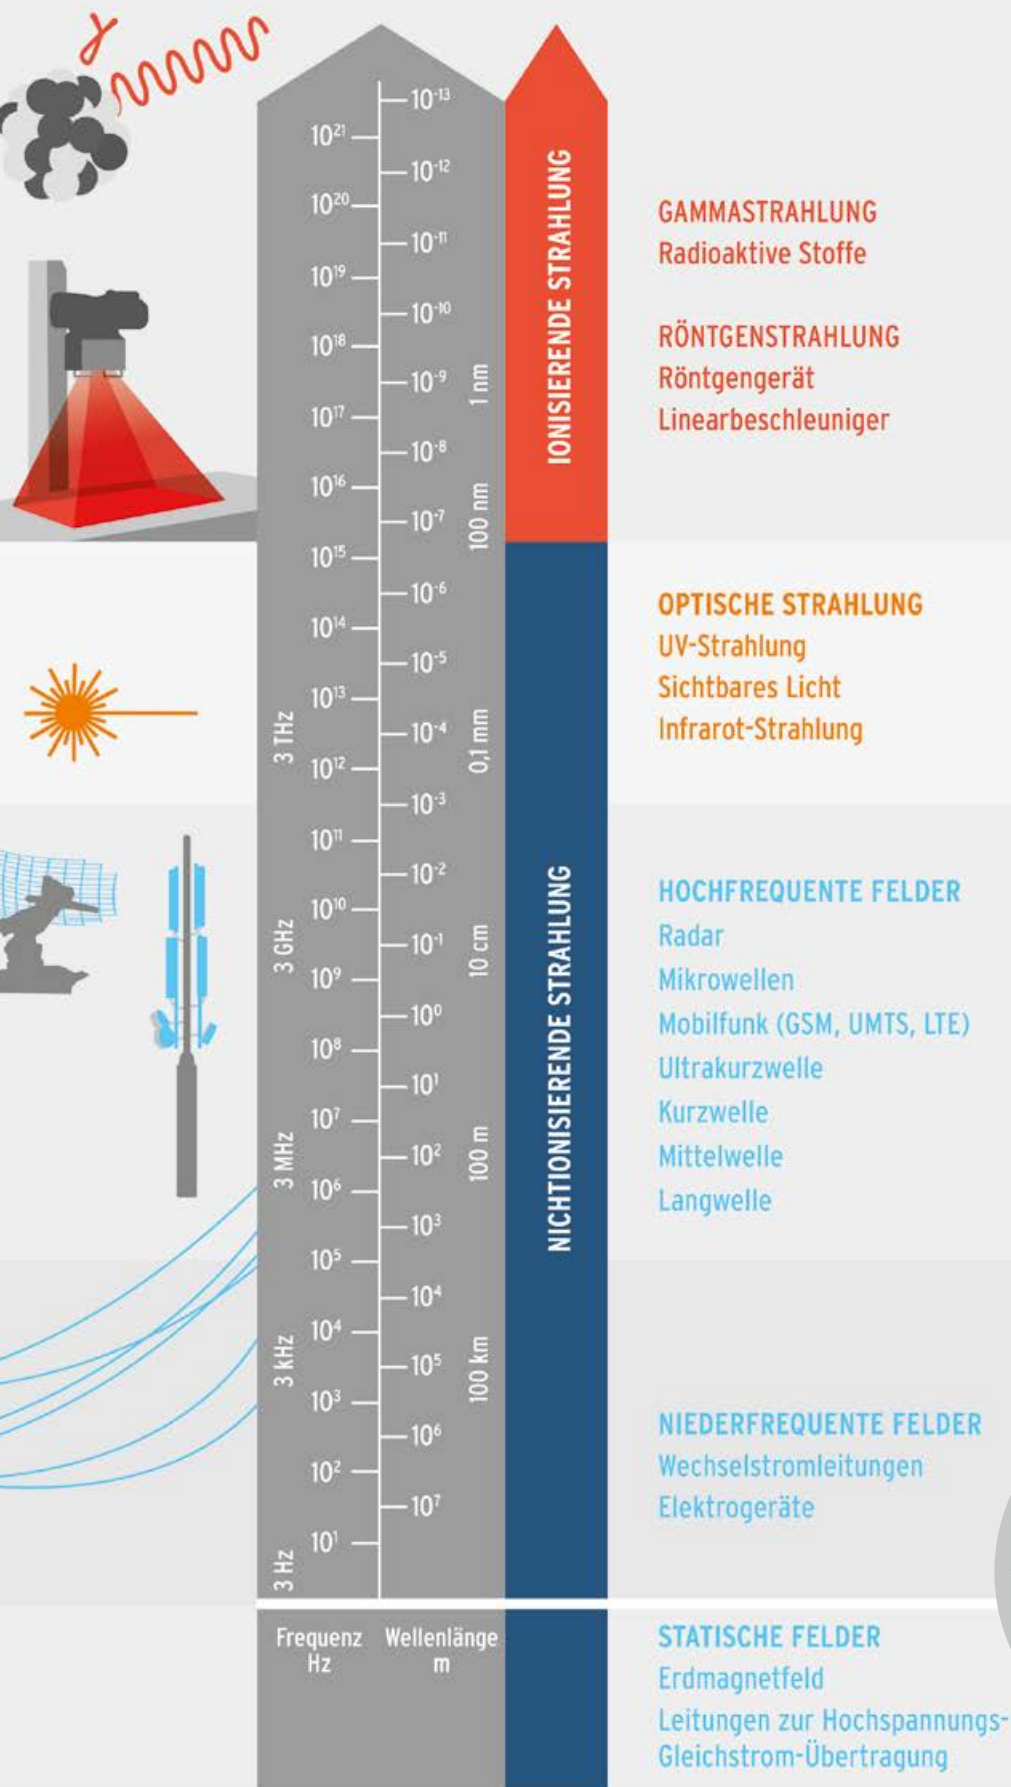 γ
10⁻¹³
10²¹
10⁻¹²
10²⁰
10⁻¹¹
10¹⁹
10⁻¹⁰
10¹⁸
10⁻⁹
1 nm
10¹⁷
10⁻⁸
10¹⁶
10⁻⁷
100 nm
10¹⁵
10⁻⁶
10¹⁴
10⁻⁵
10¹³
3 THz
10⁻⁴
0,1 mm
10¹²
10⁻³
10¹¹
10⁻²
10¹⁰
3 GHz
10⁻¹
10 cm
10⁹
10⁰
10⁸
10¹
10⁷
3 MHz
10²
100 m
10⁶
10³
10⁵
10⁴
10⁴
3 kHz
10⁵
100 km
10³
10⁶
10²
10⁷
10¹
3 Hz
Frequenz
Hz
Wellenlänge
m
IONISIERENDE STRAHLUNG
NICHTIONISIERENDE STRAHLUNG
GAMMASTRAHLUNG
Radioaktive Stoffe
RÖNTGENSTRAHLUNG
Röntgengerät
Linearbeschleuniger
OPTISCHE STRAHLUNG
UV-Strahlung
Sichtbares Licht
Infrarot-Strahlung
HOCHFREQUENTE FELDER
Radar
Mikrowellen
Mobilfunk (GSM, UMTS, LTE)
Ultrakurzwelle
Kurzwelle
Mittelwelle
Langwelle
NIEDERFREQUENTE FELDER
Wechselstromleitungen
Elektrogeräte
STATISCHE FELDER
Erdmagnetfeld
Leitungen zur Hochspannungs-
Gleichstrom-Übertragung